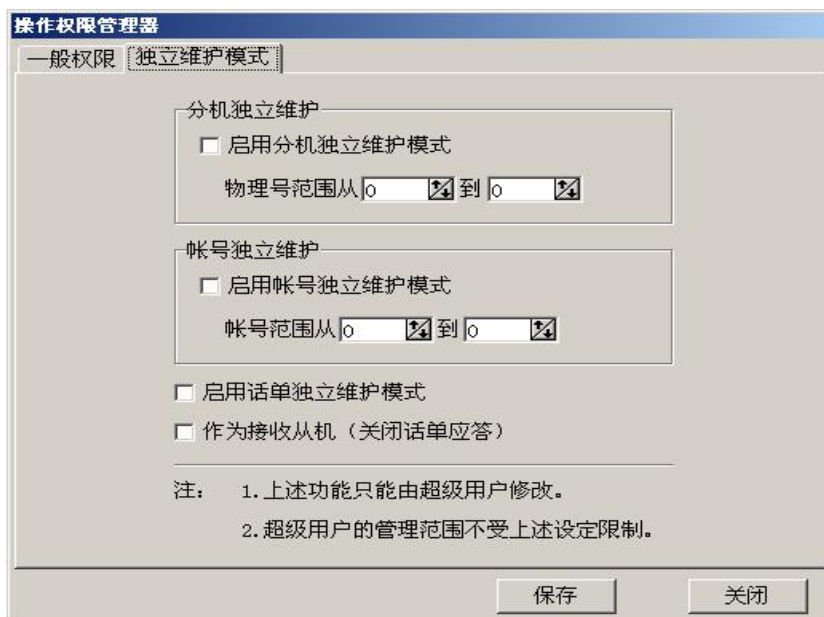 操作权限管理器
一般权限 独立维护模式
分机独立维护
启用分机独立维护模式
物理号范围从 0 到 0
帐号独立维护
启用帐号独立维护模式
帐号范围从 0 到 0
启用话单独立维护模式
作为接收从机（关闭话单应答）
注： 1.上述功能只能由超级用户修改。
2.超级用户的管理范围不受上述设定限制。
保存 关闭